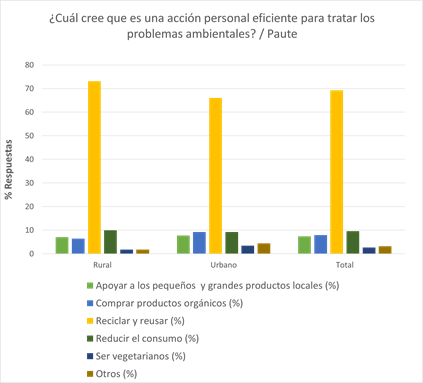 ¿Cuál cree que es una acción personal eficiente para tratar los
problemas ambientales? / Paute
80
70
60
50
40
30
20
10
0
% Respuestas
Rural
Urbano
Total
Apoyar a los pequeños y grandes productos locales (%)
Comprar productos orgánicos (%)
Reciclar y reusar (%)
Reducir el consumo (%)
Ser vegetarianos (%)
Otros (%)